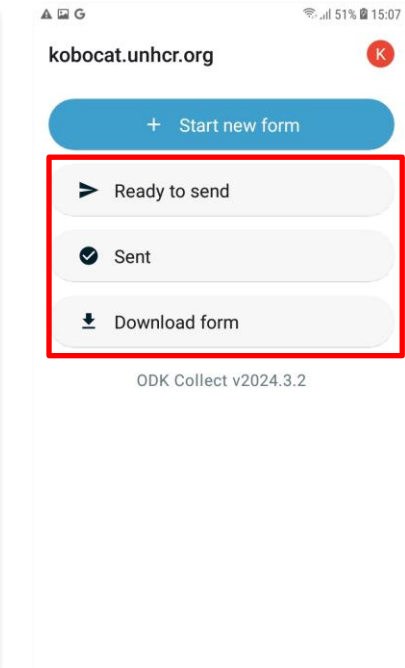 G 51% 15:07
kobocat.unhcr.org K
+ Start new form
Ready to send
Sent
Download form
ODK Collect v2024.3.2